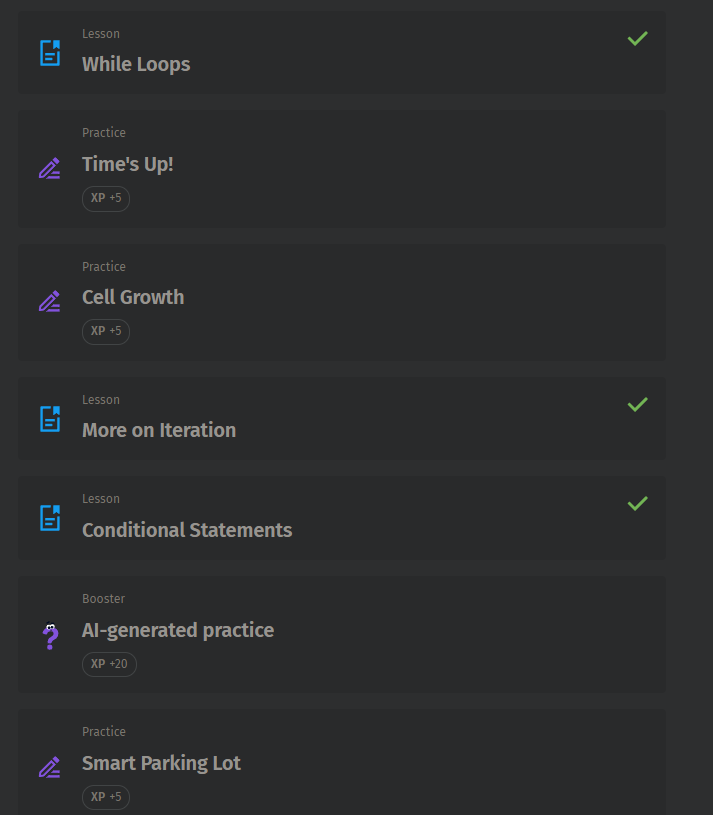 Lesson
While Loops
Practice
Time's Up!
XP +5
Practice
Cell Growth
XP +5
Lesson
More on Iteration
Lesson
Conditional Statements
Booster
AI-generated practice
XP +20
Practice
Smart Parking Lot
XP +5